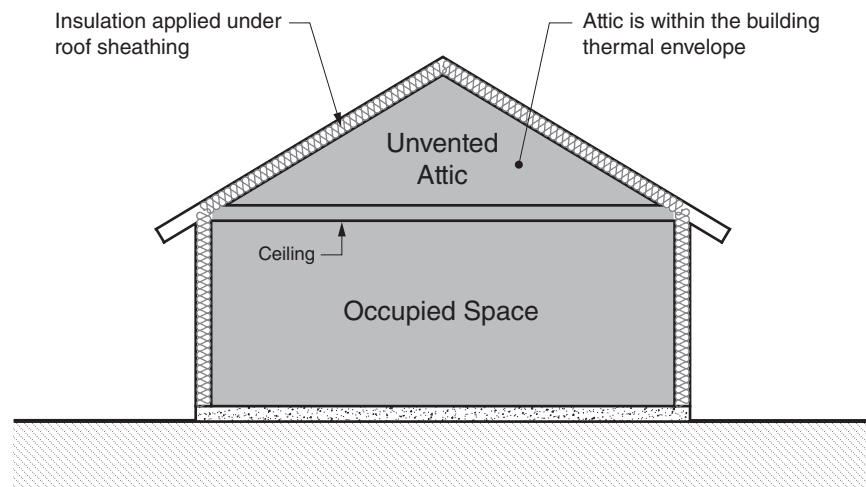 Insulation applied under
roof sheathing
Attic is within the building
thermal envelope
Unvented
Attic
Ceiling
Occupied Space